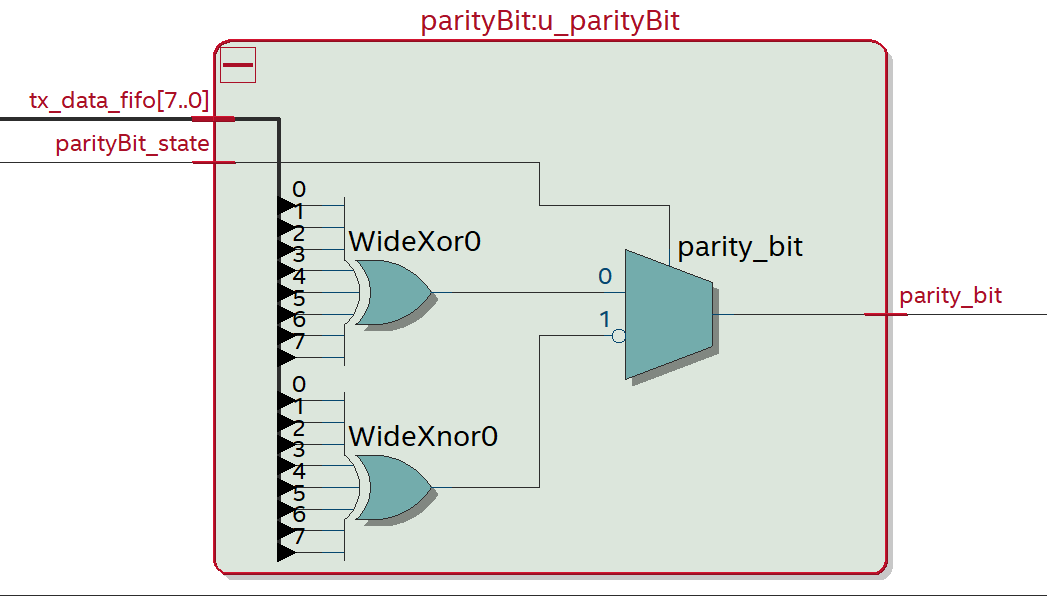 parityBit:u_parityBit
tx_data_fifo[7..0]
parityBit_state
0
1
2
3
4
5
6
7
WideXor0
parity_bit
0
1
parity_bit
0
1
2
3
4
5
6
7
WideXnor0